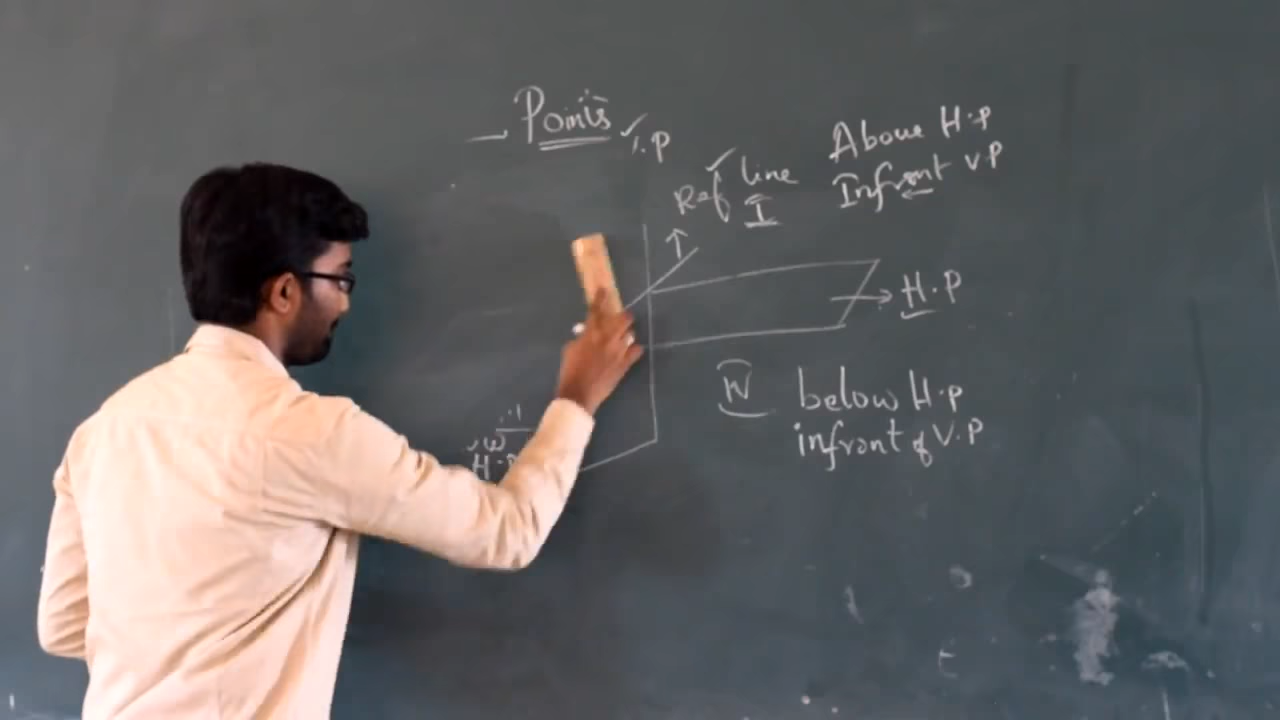 Points
.P
Ref line
I
Above H.P
Infront V.P
H.P
IV
below H.p
infront of V.P